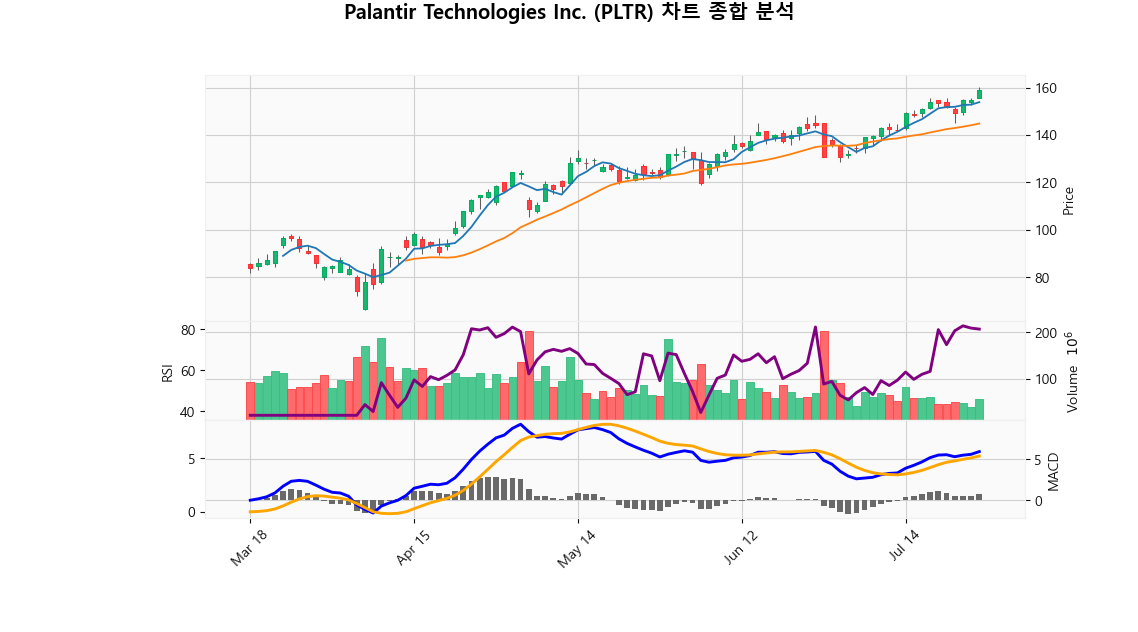 Palantir Technologies Inc. (PLTR) 차트 종합 분석
160
140
120
100
80
Price
80
60
40
RSI
200
100
Volume 10^6
5
0
5
0
MACD
Mar 18
Apr 15
May 14
Jun 12
Jul 14